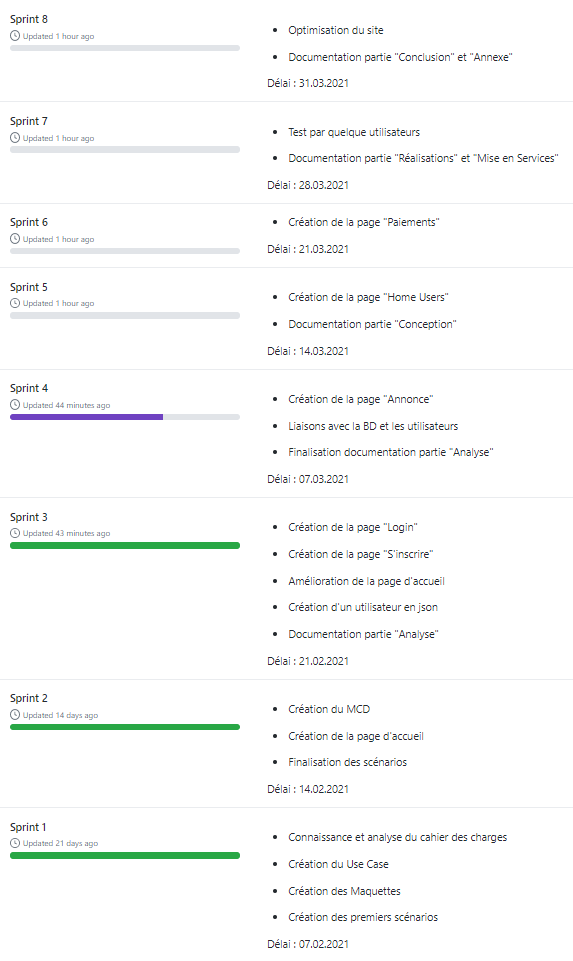 Sprint 8
Updated 1 hour ago
Optimisation du site
Documentation partie "Conclusion" et "Annexe"
Délai : 31.03.2021
Sprint 7
Updated 1 hour ago
Test par quelque utilisateurs
Documentation partie "Réalisations" et "Mise en Services"
Délai : 28.03.2021
Sprint 6
Updated 1 hour ago
Création de la page "Paiements"
Délai : 21.03.2021
Sprint 5
Updated 1 hour ago
Création de la page "Home Users"
Documentation partie "Conception"
Délai : 14.03.2021
Sprint 4
Updated 44 minutes ago
Création de la page "Annonce"
Liaisons avec la BD et les utilisateurs
Finalisation documentation partie "Analyse"
Délai : 07.03.2021
Sprint 3
Updated 43 minutes ago
Création de la page "Login"
Création de la page "S'inscrire"
Amélioration de la page d'accueil
Création d'un utilisateur en json
Documentation partie "Analyse"
Délai : 21.02.2021
Sprint 2
Updated 14 days ago
Création du MCD
Création de la page d'accueil
Finalisation des scénarios
Délai : 14.02.2021
Sprint 1
Updated 21 days ago
Connaissance et analyse du cahier des charges
Création du Use Case
Création des Maquettes
Création des premiers scénarios
Délai : 07.02.2021